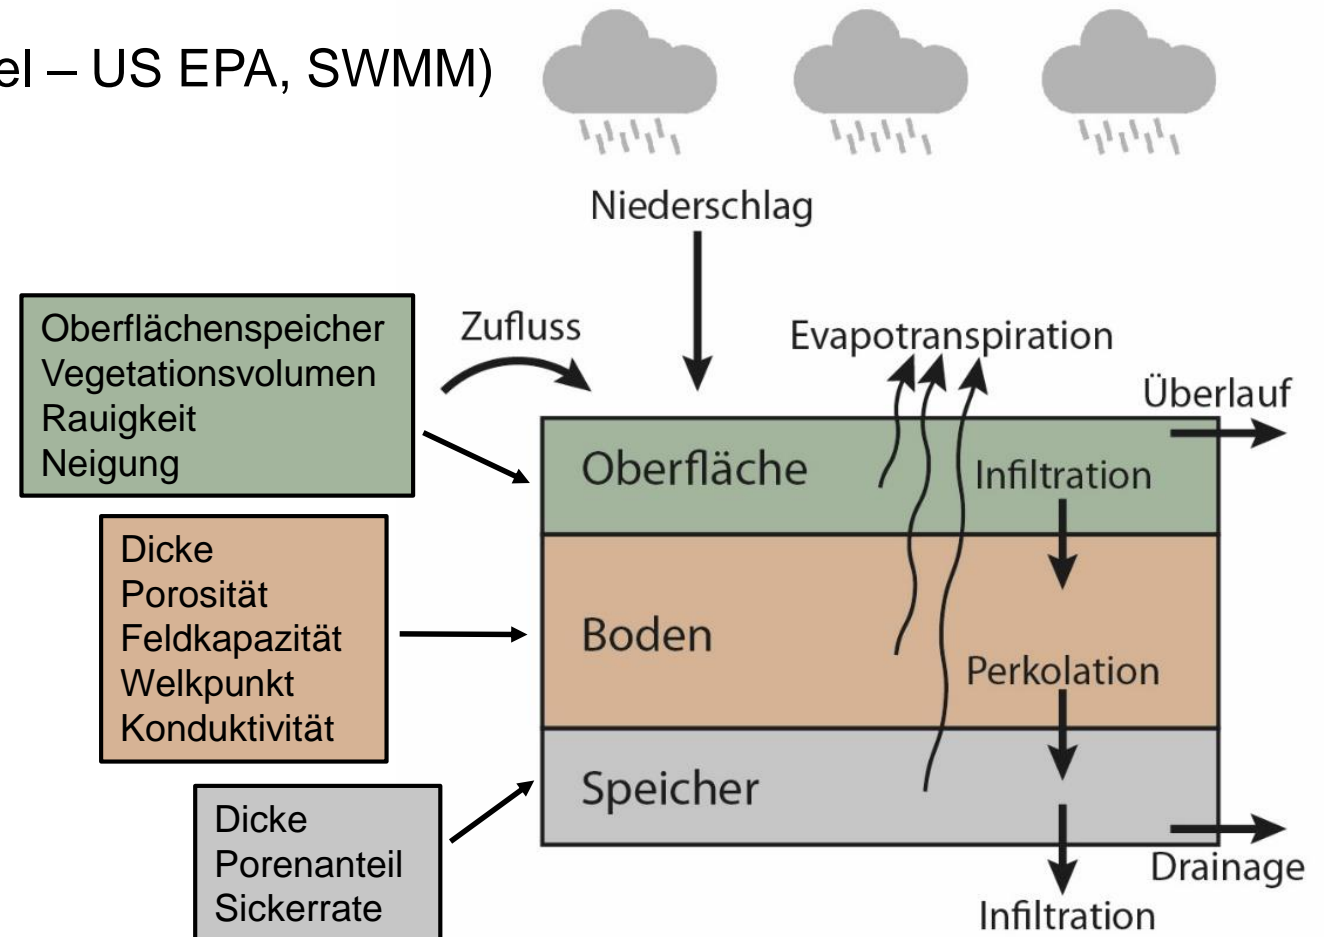 el – US EPA, SWMM)
Niederschlag
Zufluss
Evapotranspiration
Überlauf
Oberflächenspeicher
Vegetationsvolumen
Rauigkeit
Neigung
Oberfläche
Infiltration
Dicke
Porosität
Feldkapazität
Welkpunkt
Konduktivität
Boden
Perkolation
Dicke
Porenanteil
Sickerrate
Speicher
Drainage
Infiltration